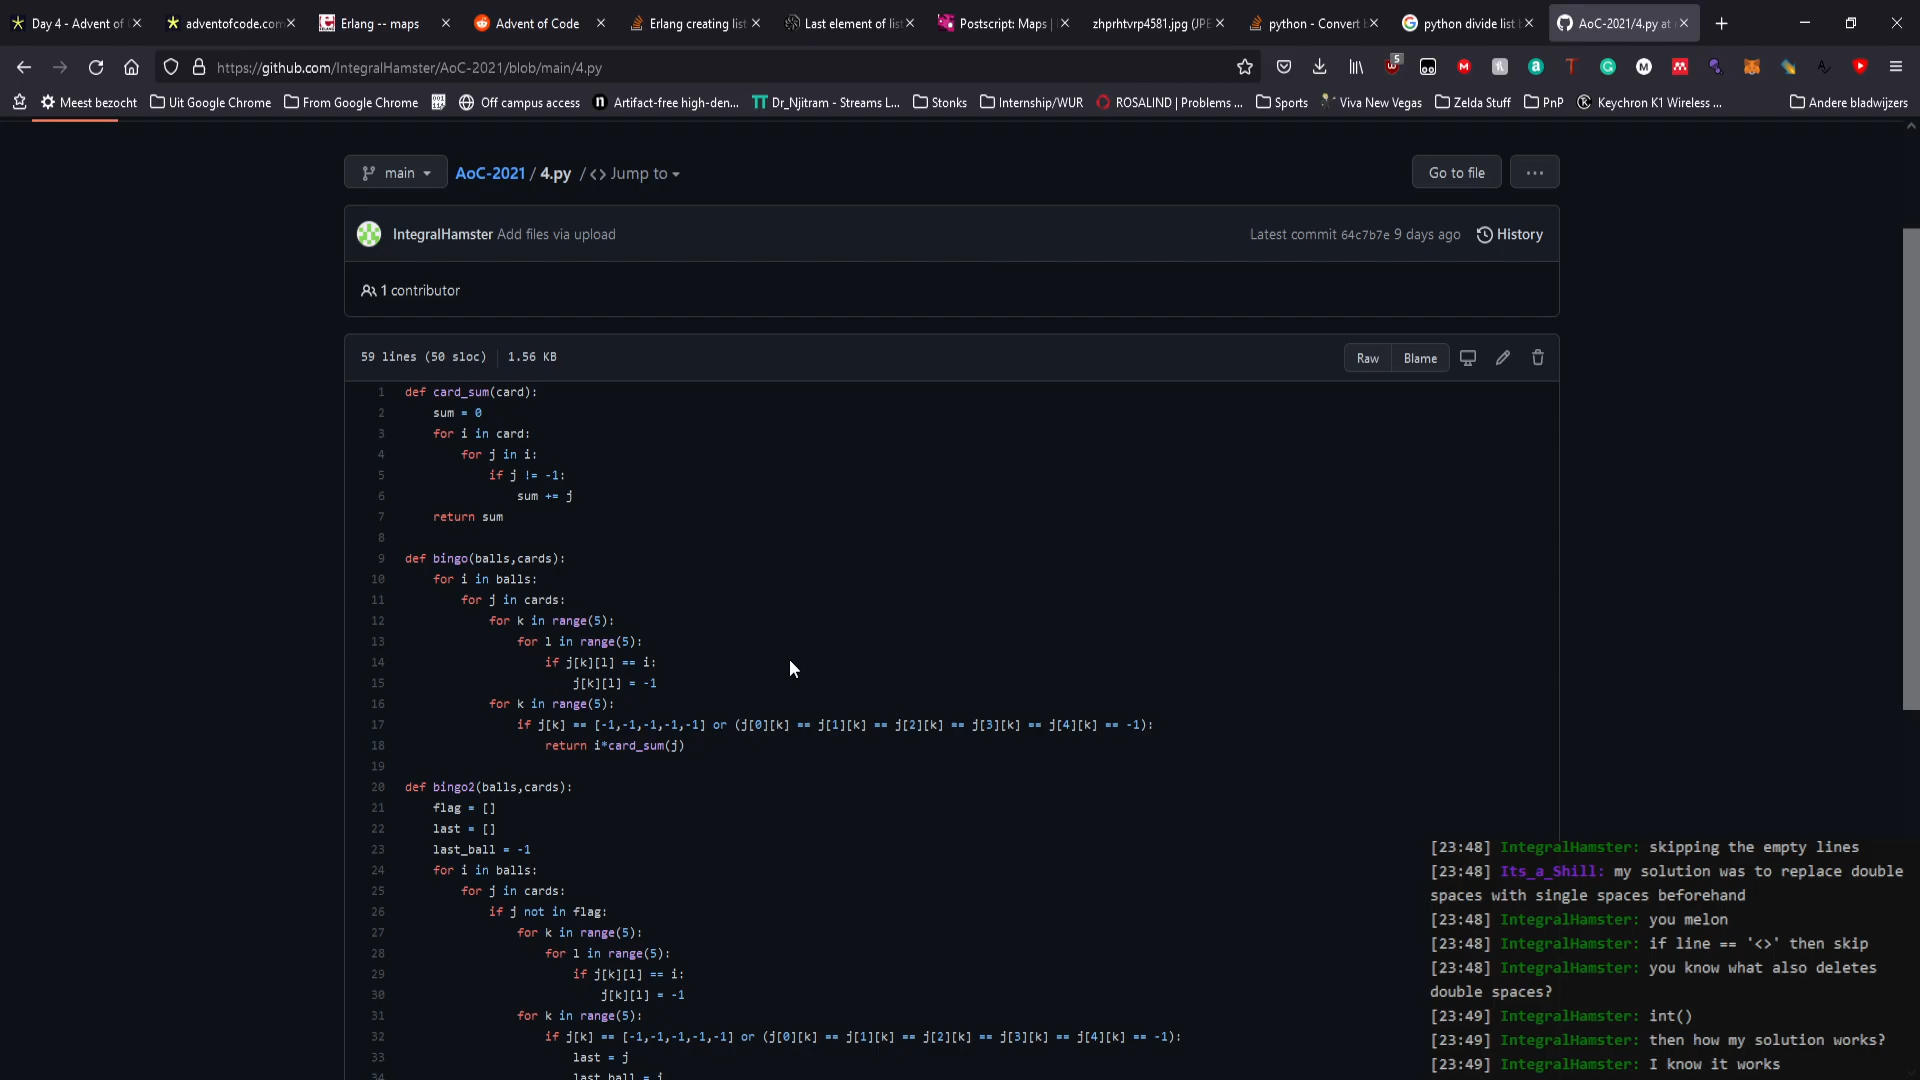 Day 4 - Advent of
adventofcode.com
Erlang -- maps
Advent of Code
Erlang creating list
Last element of list
Postscript: Maps |
zhprhtvrp4581.jpg (JPE
python - Convert
python divide list
AoC-2021/4.py at
https://github.com/IntegralHamster/AoC-2021/blob/main/4.py
5
Meest bezocht
Uit Google Chrome
From Google Chrome
Off campus access
Artifact-free high-den...
Dr_Njitram - Streams L...
Stonks
Internship/WUR
ROSALIND | Problems ...
Sports
Viva New Vegas
Zelda Stuff
PnP
Keychron K1 Wireless ...
Andere bladwijzers
main
AoC-2021 / 4.py / <> Jump to
Go to file
...
IntegralHamster Add files via upload
Latest commit 64c7b7e 9 days ago
History
1 contributor
59 lines (50 sloc) | 1.56 KB
Raw
Blame
1 def card_sum(card):
2 sum = 0
3 for i in card:
4 for j in i:
5 if j != -1:
6 sum += j
7 return sum
8
9 def bingo(balls,cards):
10 for i in balls:
11 for j in cards:
12 for k in range(5):
13 for l in range(5):
14 if j[k][l] == i:
15 j[k][l] = -1
16 for k in range(5):
17 if j[k] == [-1,-1,-1,-1,-1] or (j[0][k] == j[1][k] == j[2][k] == j[3][k] == j[4][k] == -1):
18 return i*card_sum(j)
19
20 def bingo2(balls,cards):
21 flag = []
22 last = []
23 last_ball = -1
24 for i in balls:
25 for j in cards:
26 if j not in flag:
27 for k in range(5):
28 for l in range(5):
29 if j[k][l] == i:
30 j[k][l] = -1
31 for k in range(5):
32 if j[k] == [-1,-1,-1,-1,-1] or (j[0][k] == j[1][k] == j[2][k] == j[3][k] == j[4][k] == -1):
33 last = j
34 last_ball = i
[23:48] IntegralHamster: skipping the empty lines
[23:48] Its_a_Shill: my solution was to replace double
spaces with single spaces beforehand
[23:48] IntegralHamster: you melon
[23:48] IntegralHamster: if line == '<>' then skip
[23:48] IntegralHamster: you know what also deletes
double spaces?
[23:49] IntegralHamster: int()
[23:49] IntegralHamster: then how my solution works?
[23:49] IntegralHamster: I know it works